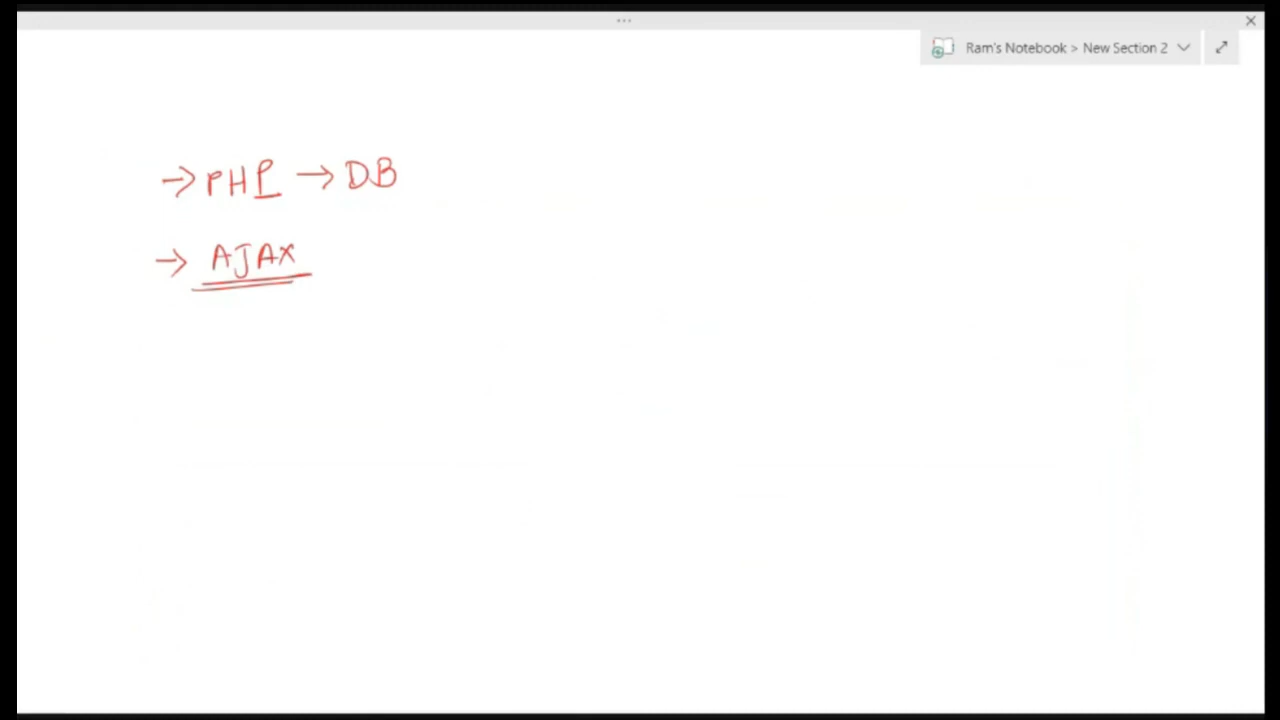 Ram's Notebook > New Section 2
→ PHP → DB
→ AJAX